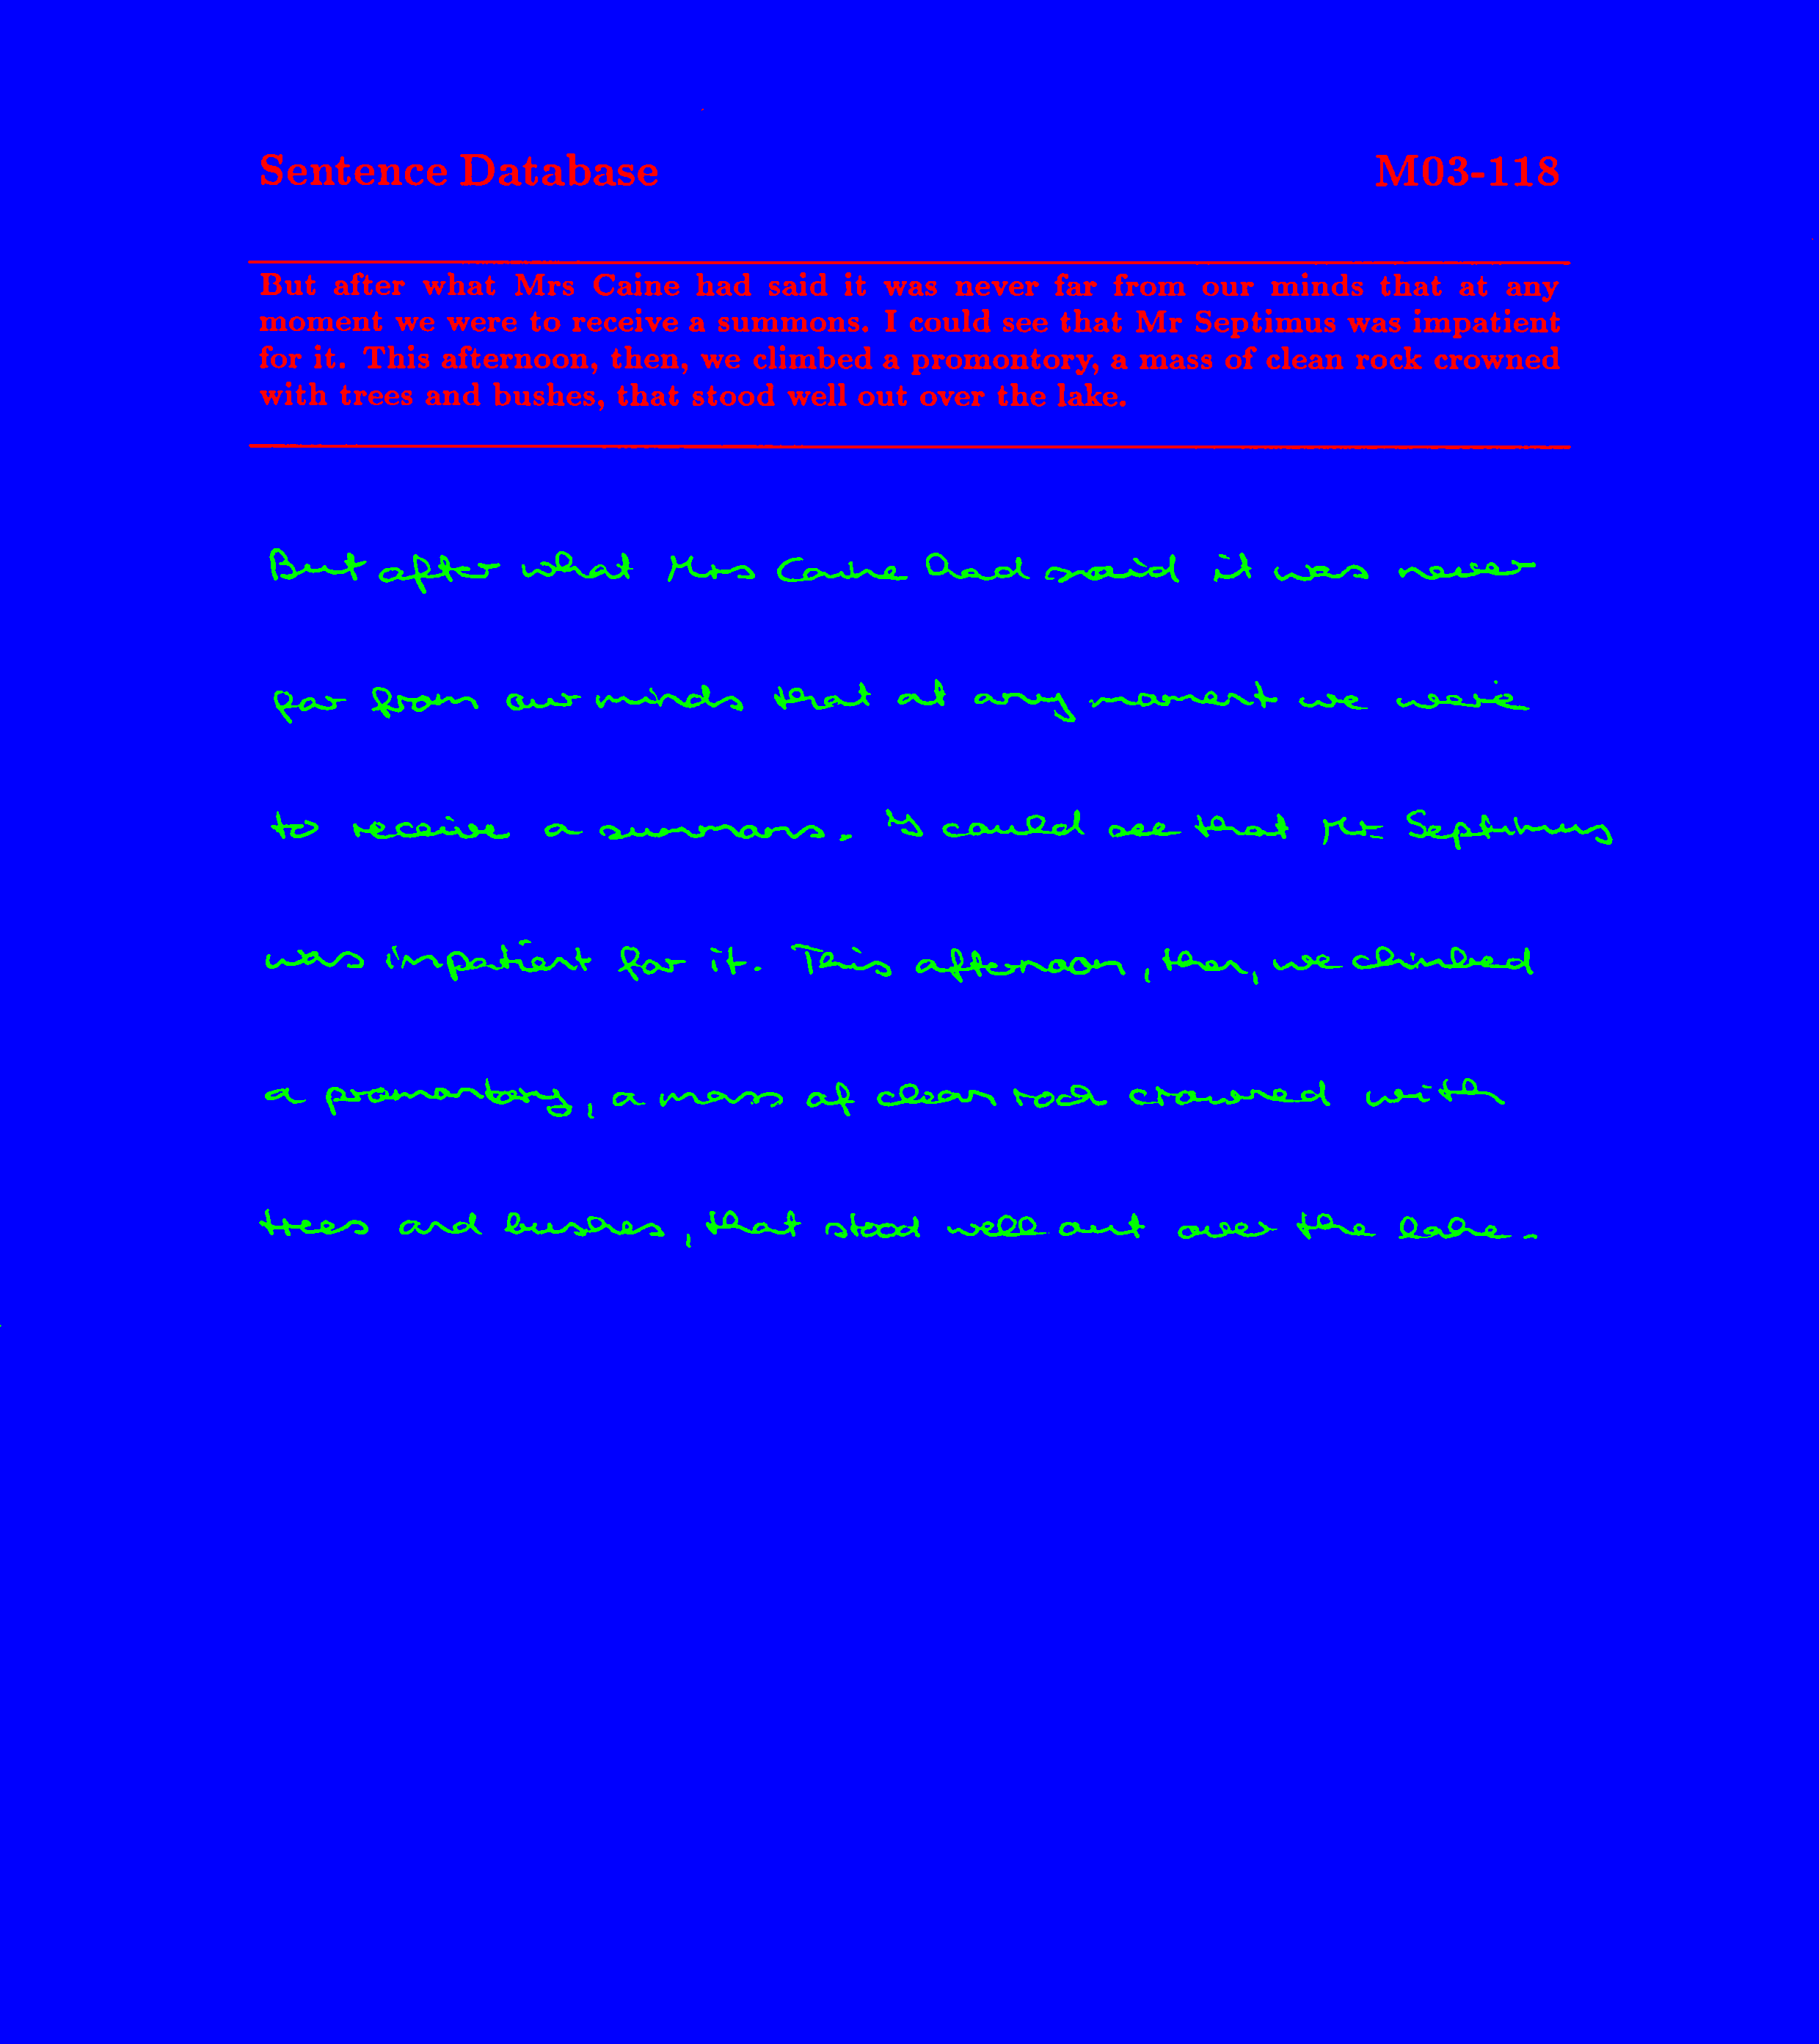 Sentence Database M03-118
But after what Mrs Caine had said it was never far from our minds that at any
moment we were to receive a summons. I could see that Mr Septimus was impatient
for it. This afternoon, then, we climbed a promontory, a mass of clean rock crowned
with trees and bushes, that stood well out over the lake.
But after what Mrs Caine had said it was never
far from our minds that at any moment we were
to receive a summons. I could see that Mr Septimus
was impatient for it. This afternoon, then, we climbed
a promontory, a mass of clean rock crowned with
trees and bushes, that stood well out over the lake.